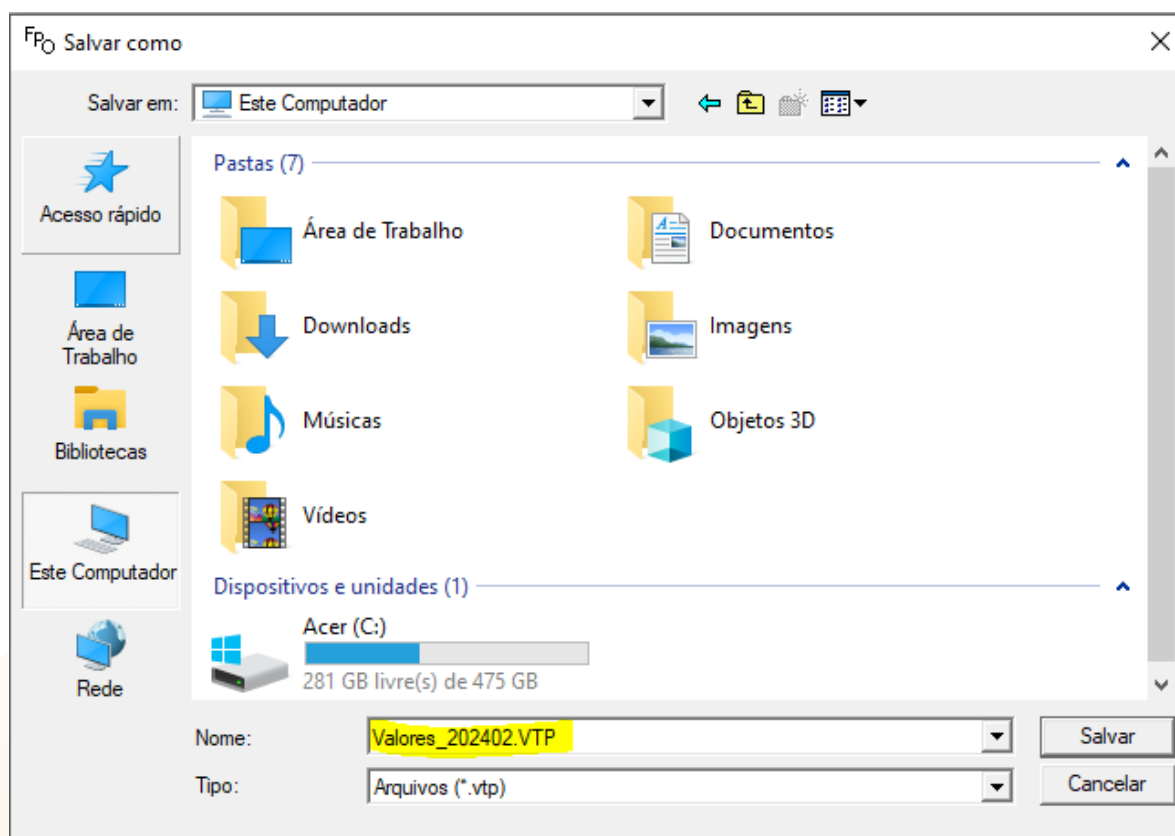 FPO Salvar como
Salvar em: Este Computador
Pastas (7)
Acesso rápido
Área de Trabalho
Documentos
Área de
Trabalho
Downloads
Imagens
Bibliotecas
Músicas
Objetos 3D
Este Computador
Vídeos
Rede
Dispositivos e unidades (1)
Acer (C:)
281 GB livre(s) de 475 GB
Nome: Valores_202402.VTP Salvar
Tipo: Arquivos (*.vtp) Cancelar